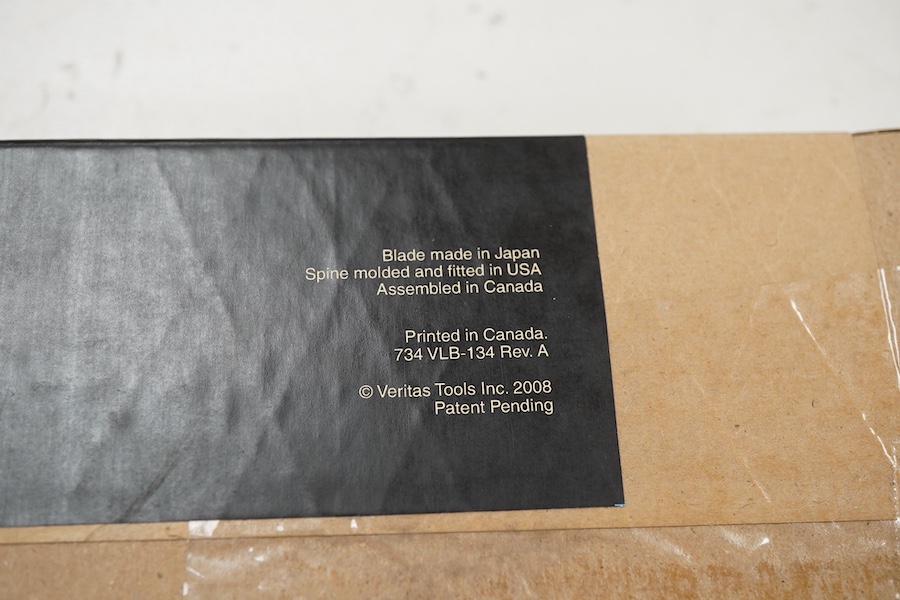 Blade made in Japan
Spine molded and fitted in USA
Assembled in Canada
Printed in Canada.
734 VLB-134 Rev. A
© Veritas Tools Inc. 2008
Patent Pending